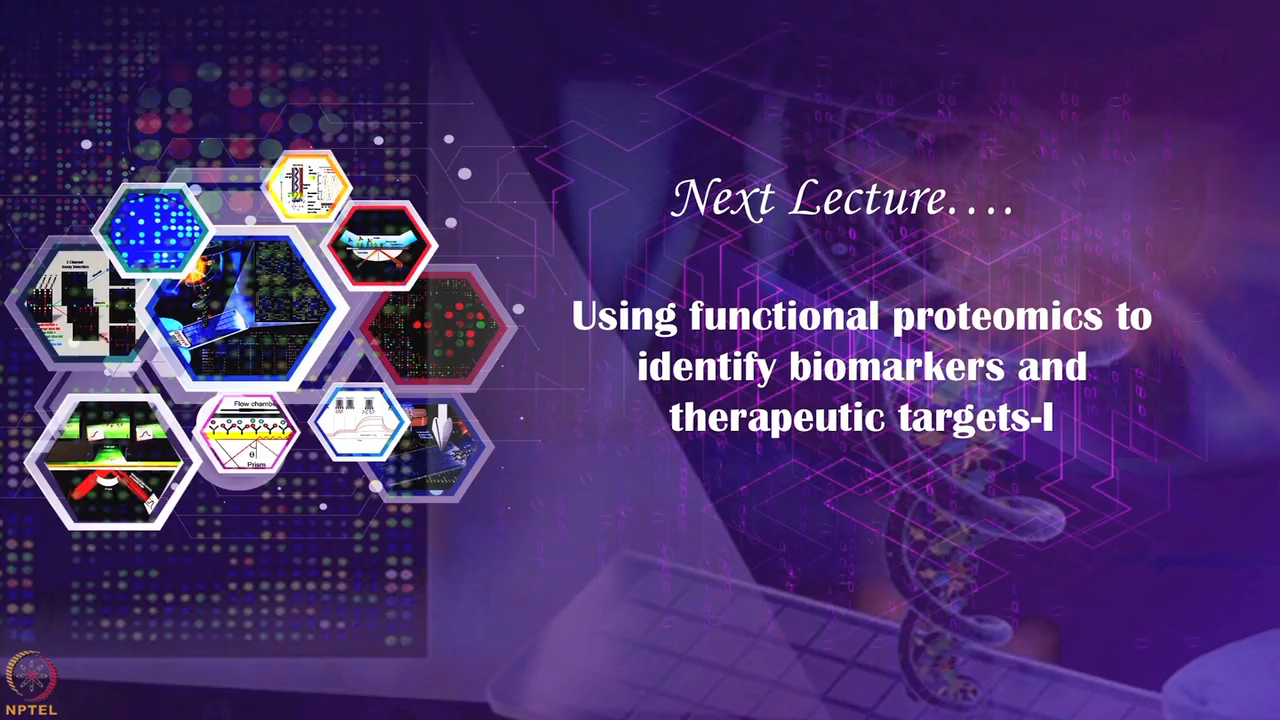 Next Lecture....
Using functional proteomics to
identify biomarkers and
therapeutic targets-I
Flow chamber
θ
Prism
NPTEL